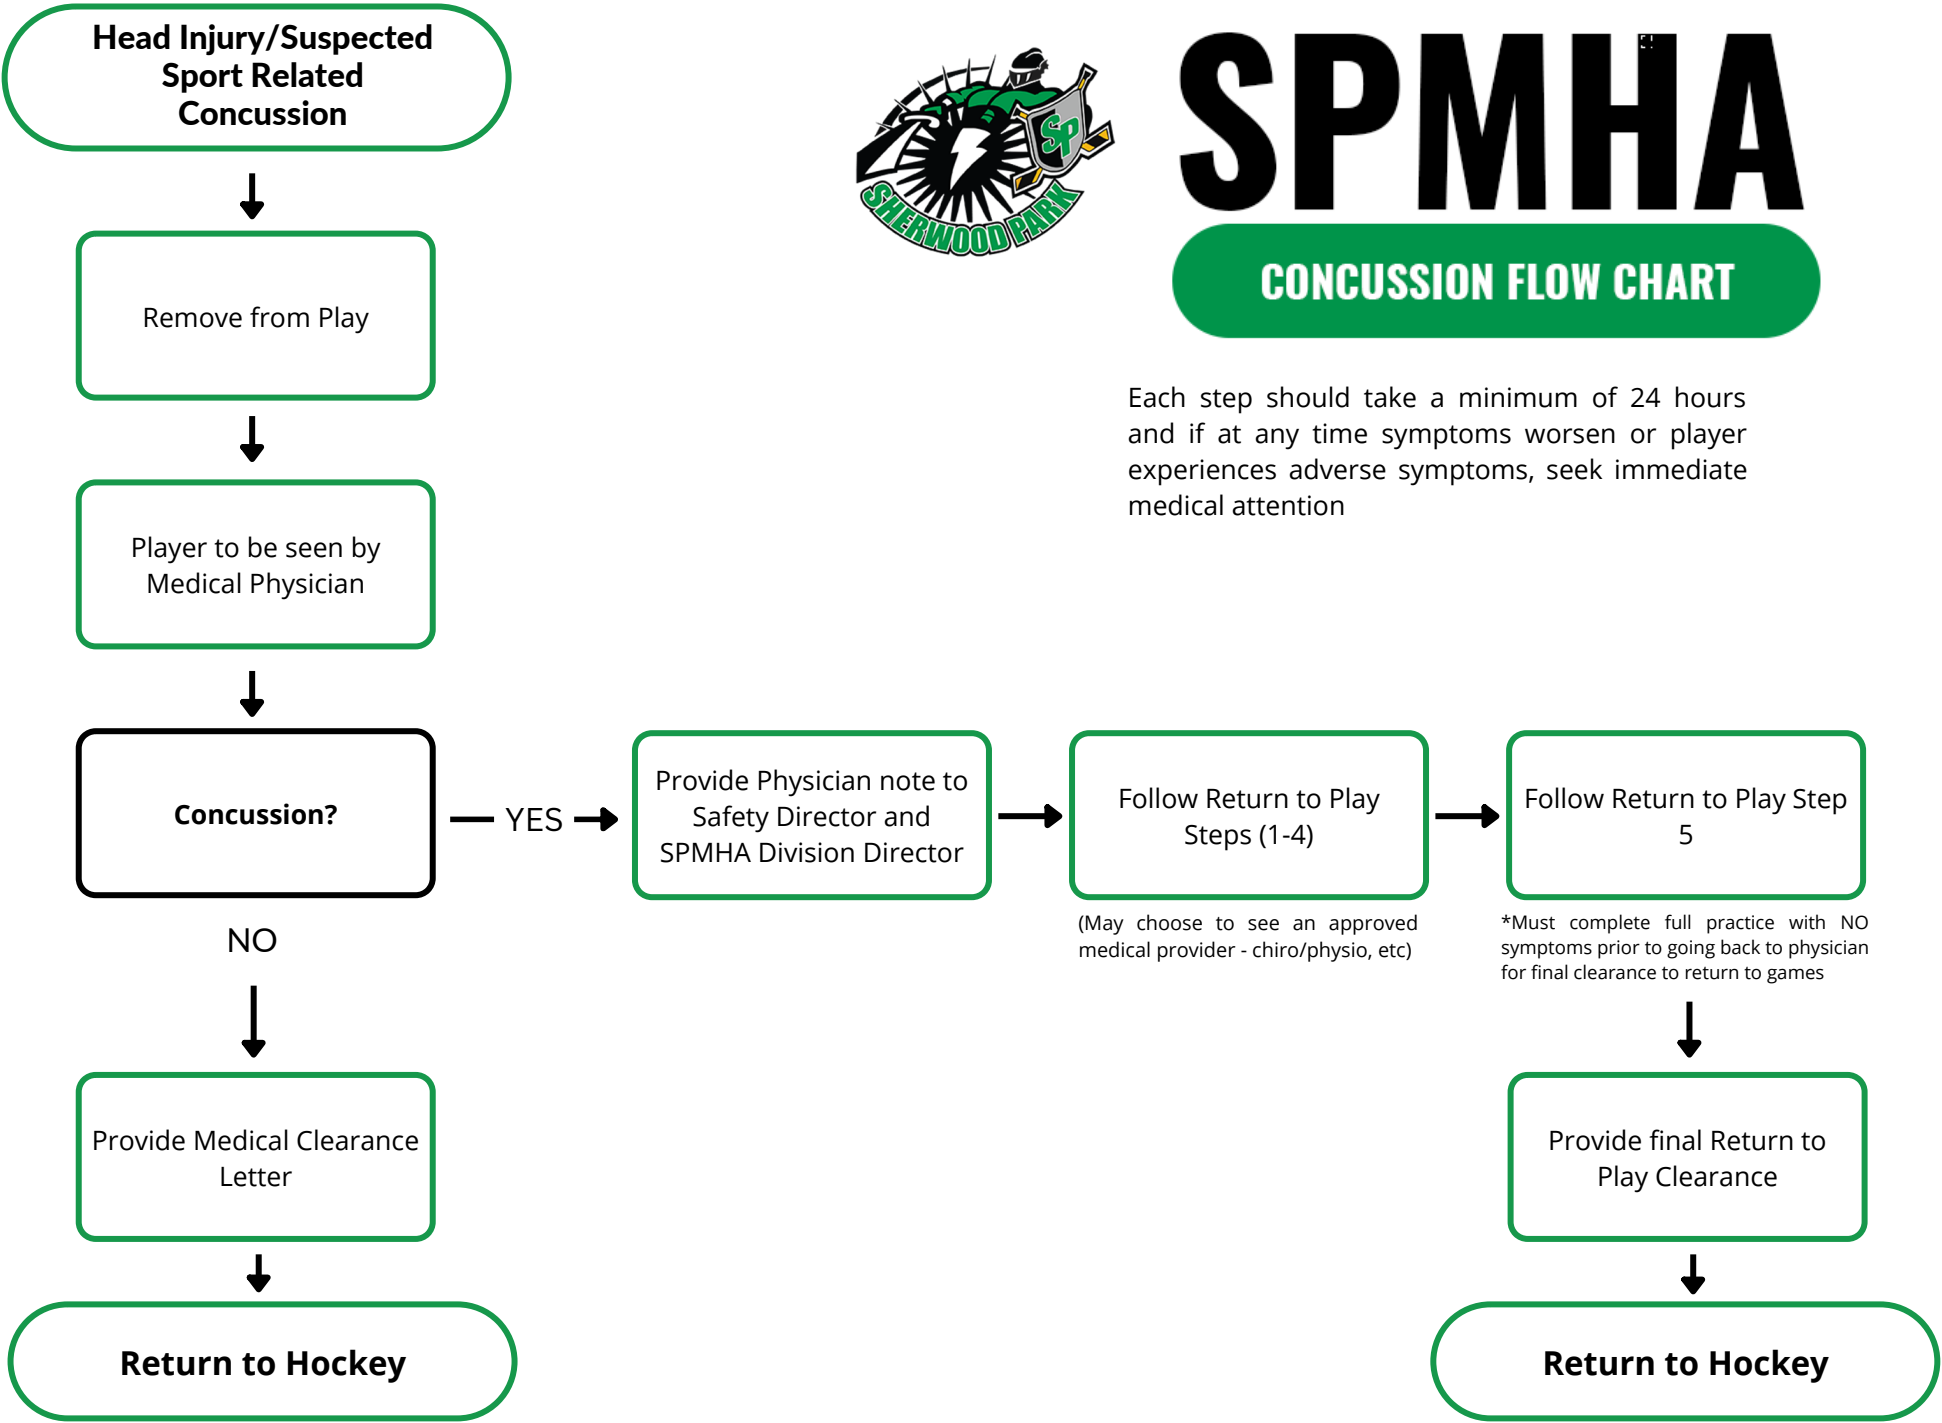 Head Injury/Suspected
Sport Related
Concussion
SP
SHERWOOD PARK
SPMHA
CONCUSSION FLOW CHART
Remove from Play
Each step should take a minimum of 24 hours
and if at any time symptoms worsen or player
experiences adverse symptoms, seek immediate
medical attention
Player to be seen by
Medical Physician
Concussion?
YES
Provide Physician note to
Safety Director and
SPMHA Division Director
Follow Return to Play
Steps (1-4)
(May choose to see an approved
medical provider - chiro/physio, etc)
Follow Return to Play Step
5
*Must complete full practice with NO
symptoms prior to going back to physician
for final clearance to return to games
NO
Provide Medical Clearance
Letter
Return to Hockey
Provide final Return to
Play Clearance
Return to Hockey